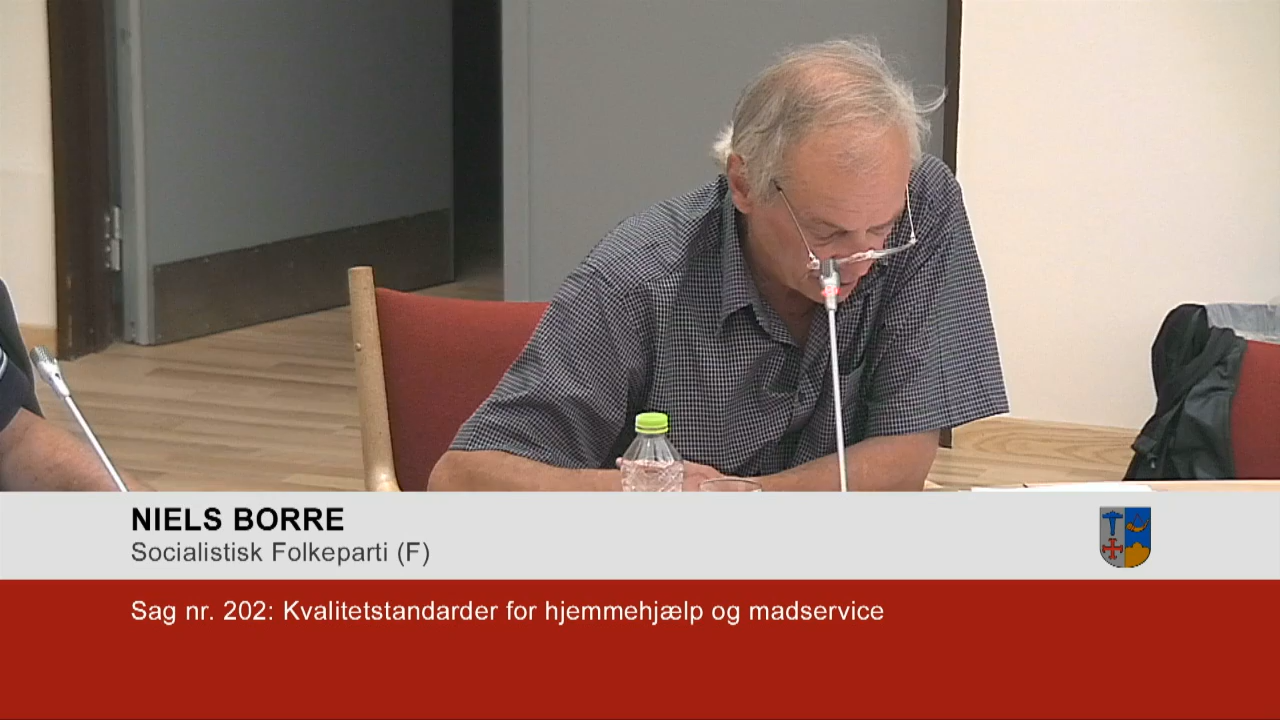 NIELS BORRE
Socialistisk Folkeparti (F)
Sag nr. 202: Kvalitetstandarder for hjemmehjælp og madservice